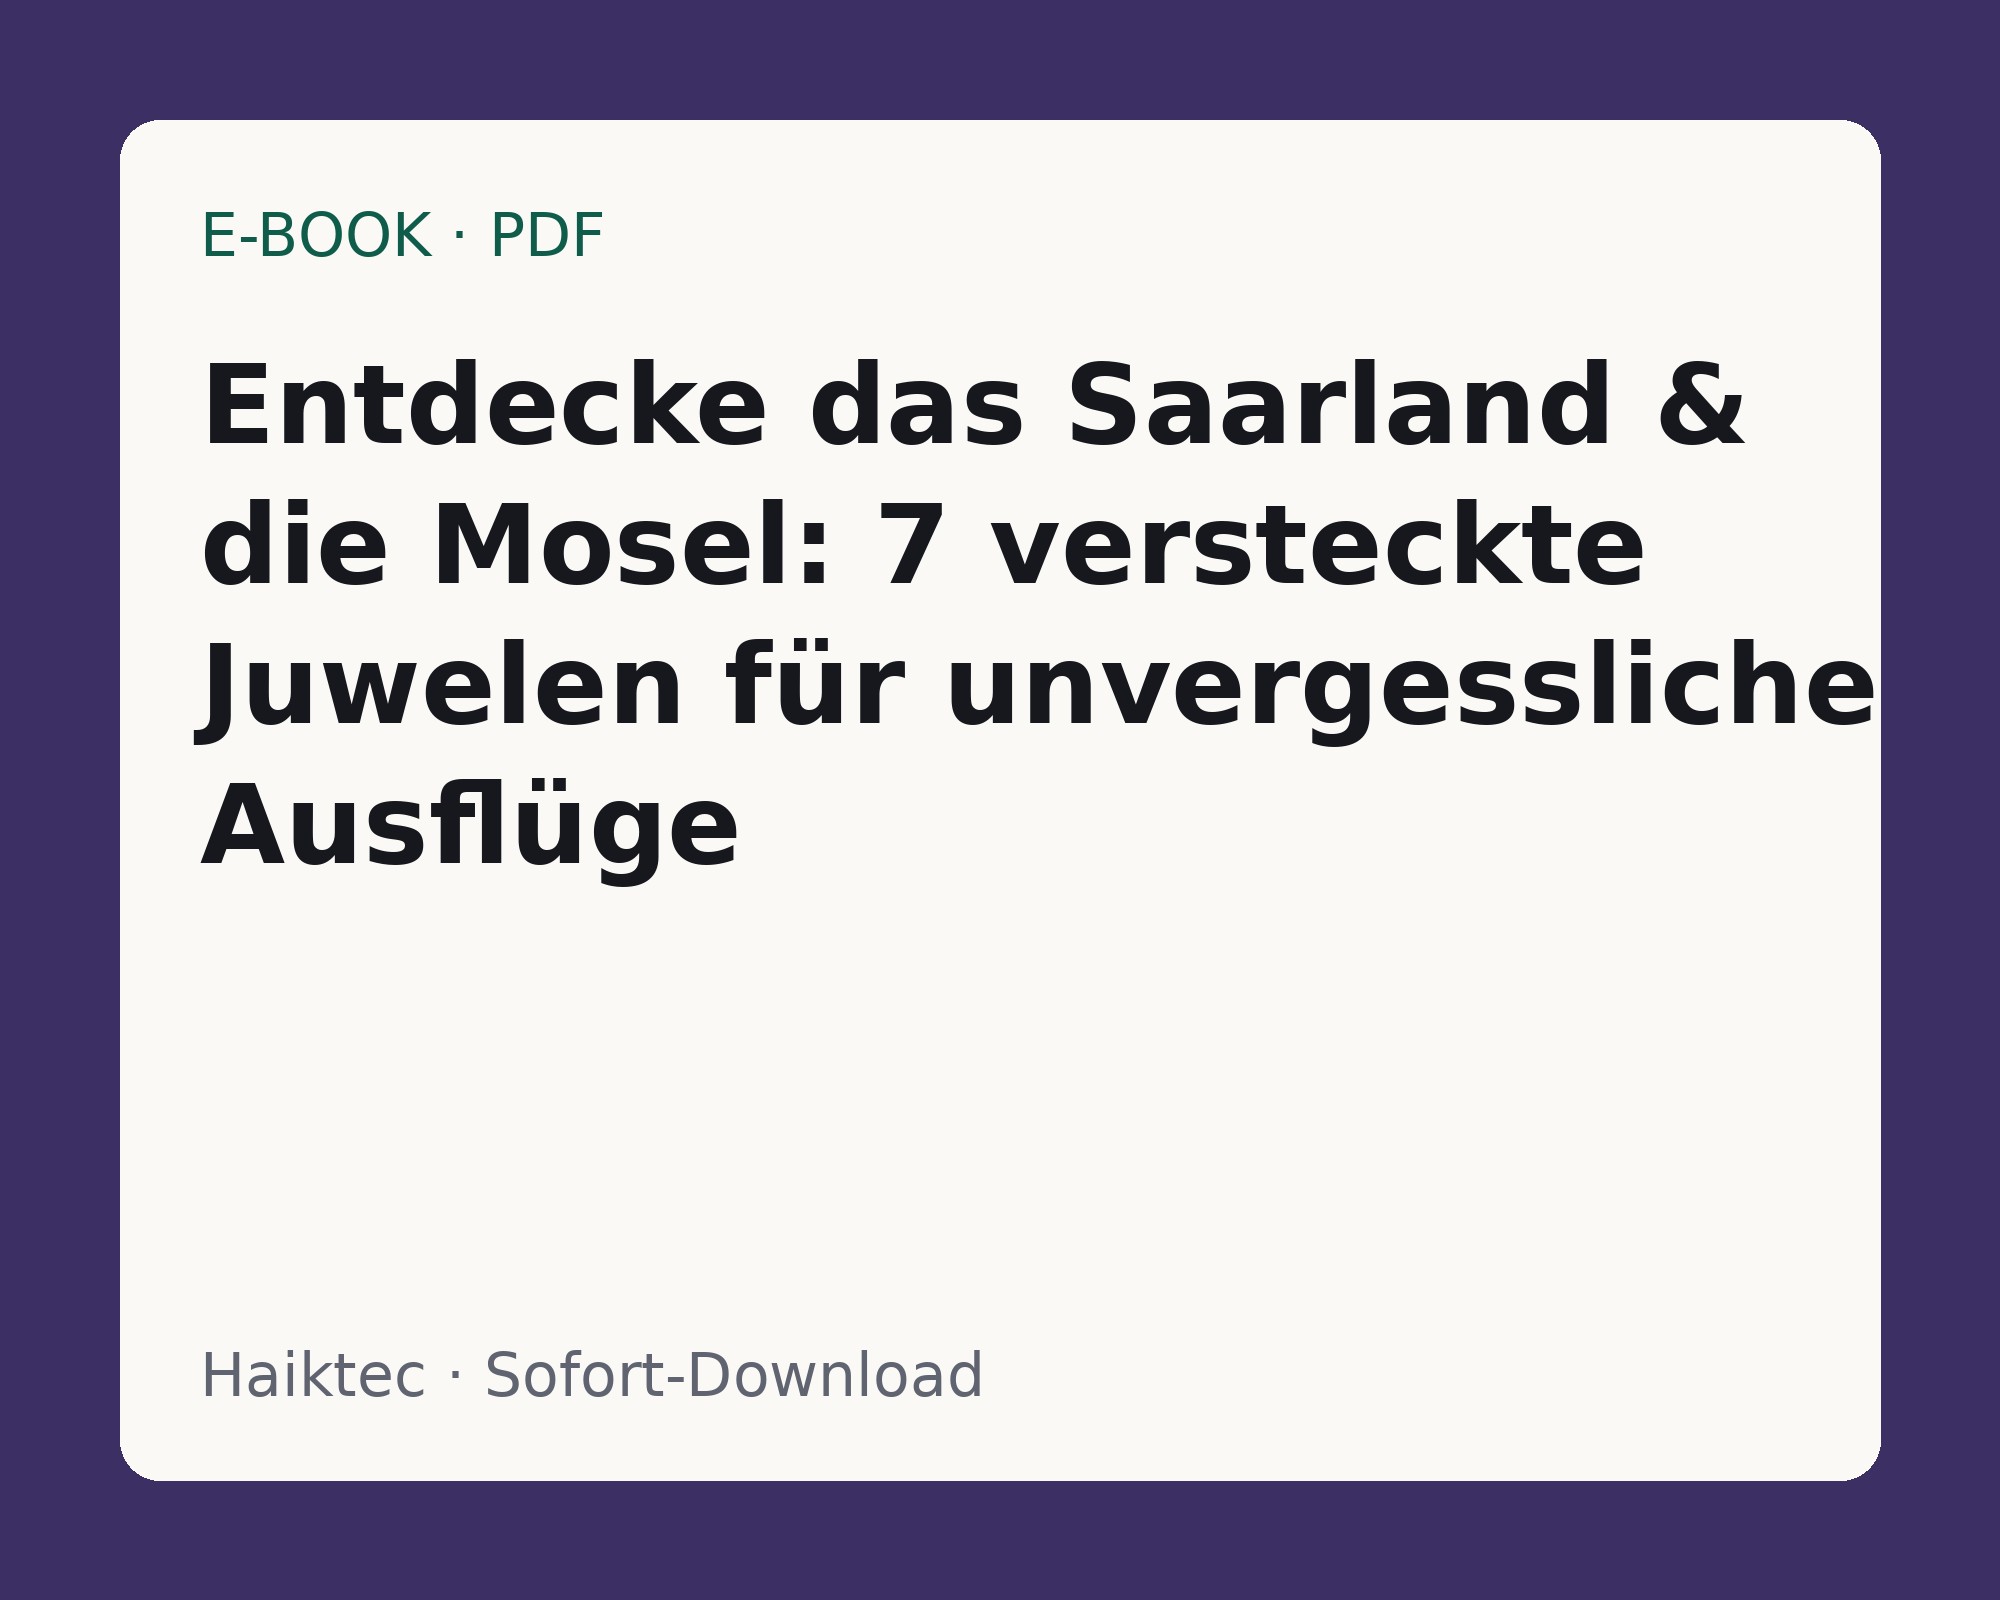 E-BOOK · PDF
Entdecke das Saarland &
die Mosel: 7 versteckte
Juwelen für unvergessliche
Ausflüge
Haiktec · Sofort-Download